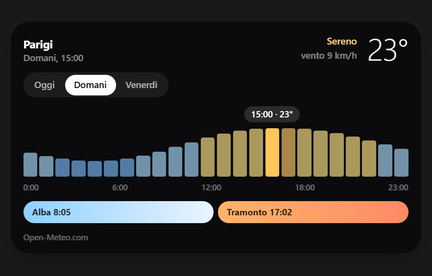 Parigi
Domani, 15:00
Sereno
vento 9 km/h
23°
Oggi Domani Venerdì
15:00 · 23°
0:00 6:00 12:00 18:00 23:00
Alba 8:05 Tramonto 17:02
Open-Meteo.com